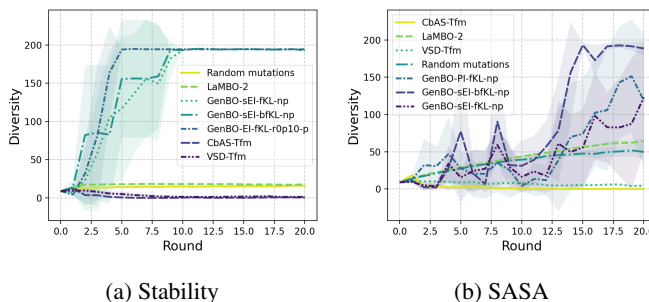 200
150
100
50
0
Diversity
0.0 2.5 5.0 7.5 10.0 12.5 15.0 17.5 20.0
Round
Random mutations
LaMBO-2
GenBO-sEI-fKL-np
GenBO-sEI-bfKL-np
GenBO-EI-fKL-r0p10-p
CbAS-Tfm
VSD-Tfm
(a) Stability
CbAS-Tfm
LaMBO-2
VSD-Tfm
Random mutations
GenBO-PI-fKL-np
GenBO-sEI-bfKL-np
GenBO-sEI-fKL-np
200
150
100
50
0
Diversity
0.0 2.5 5.0 7.5 10.0 12.5 15.0 17.5 20.0
Round
(b) SASA